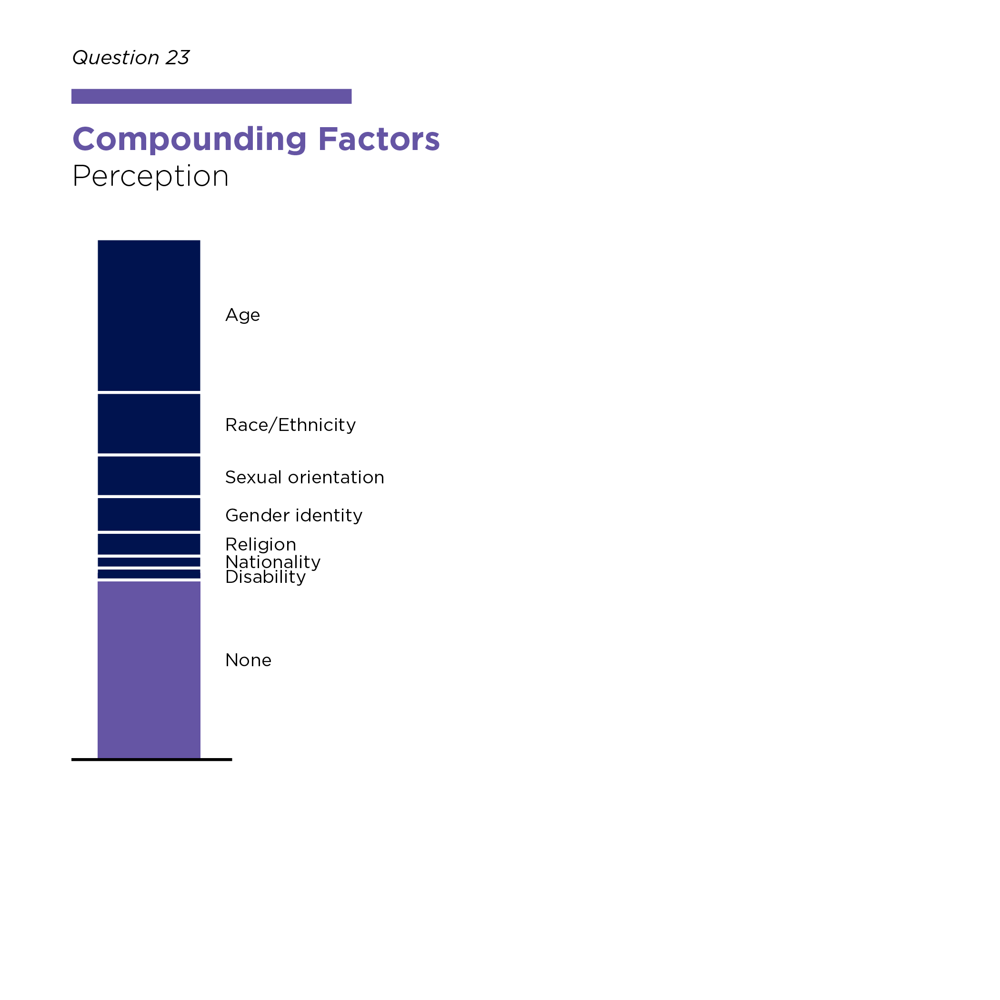 Question 23
Compounding Factors
Perception
Age
Race/Ethnicity
Sexual orientation
Gender identity
Religion
Nationality
Disability
None